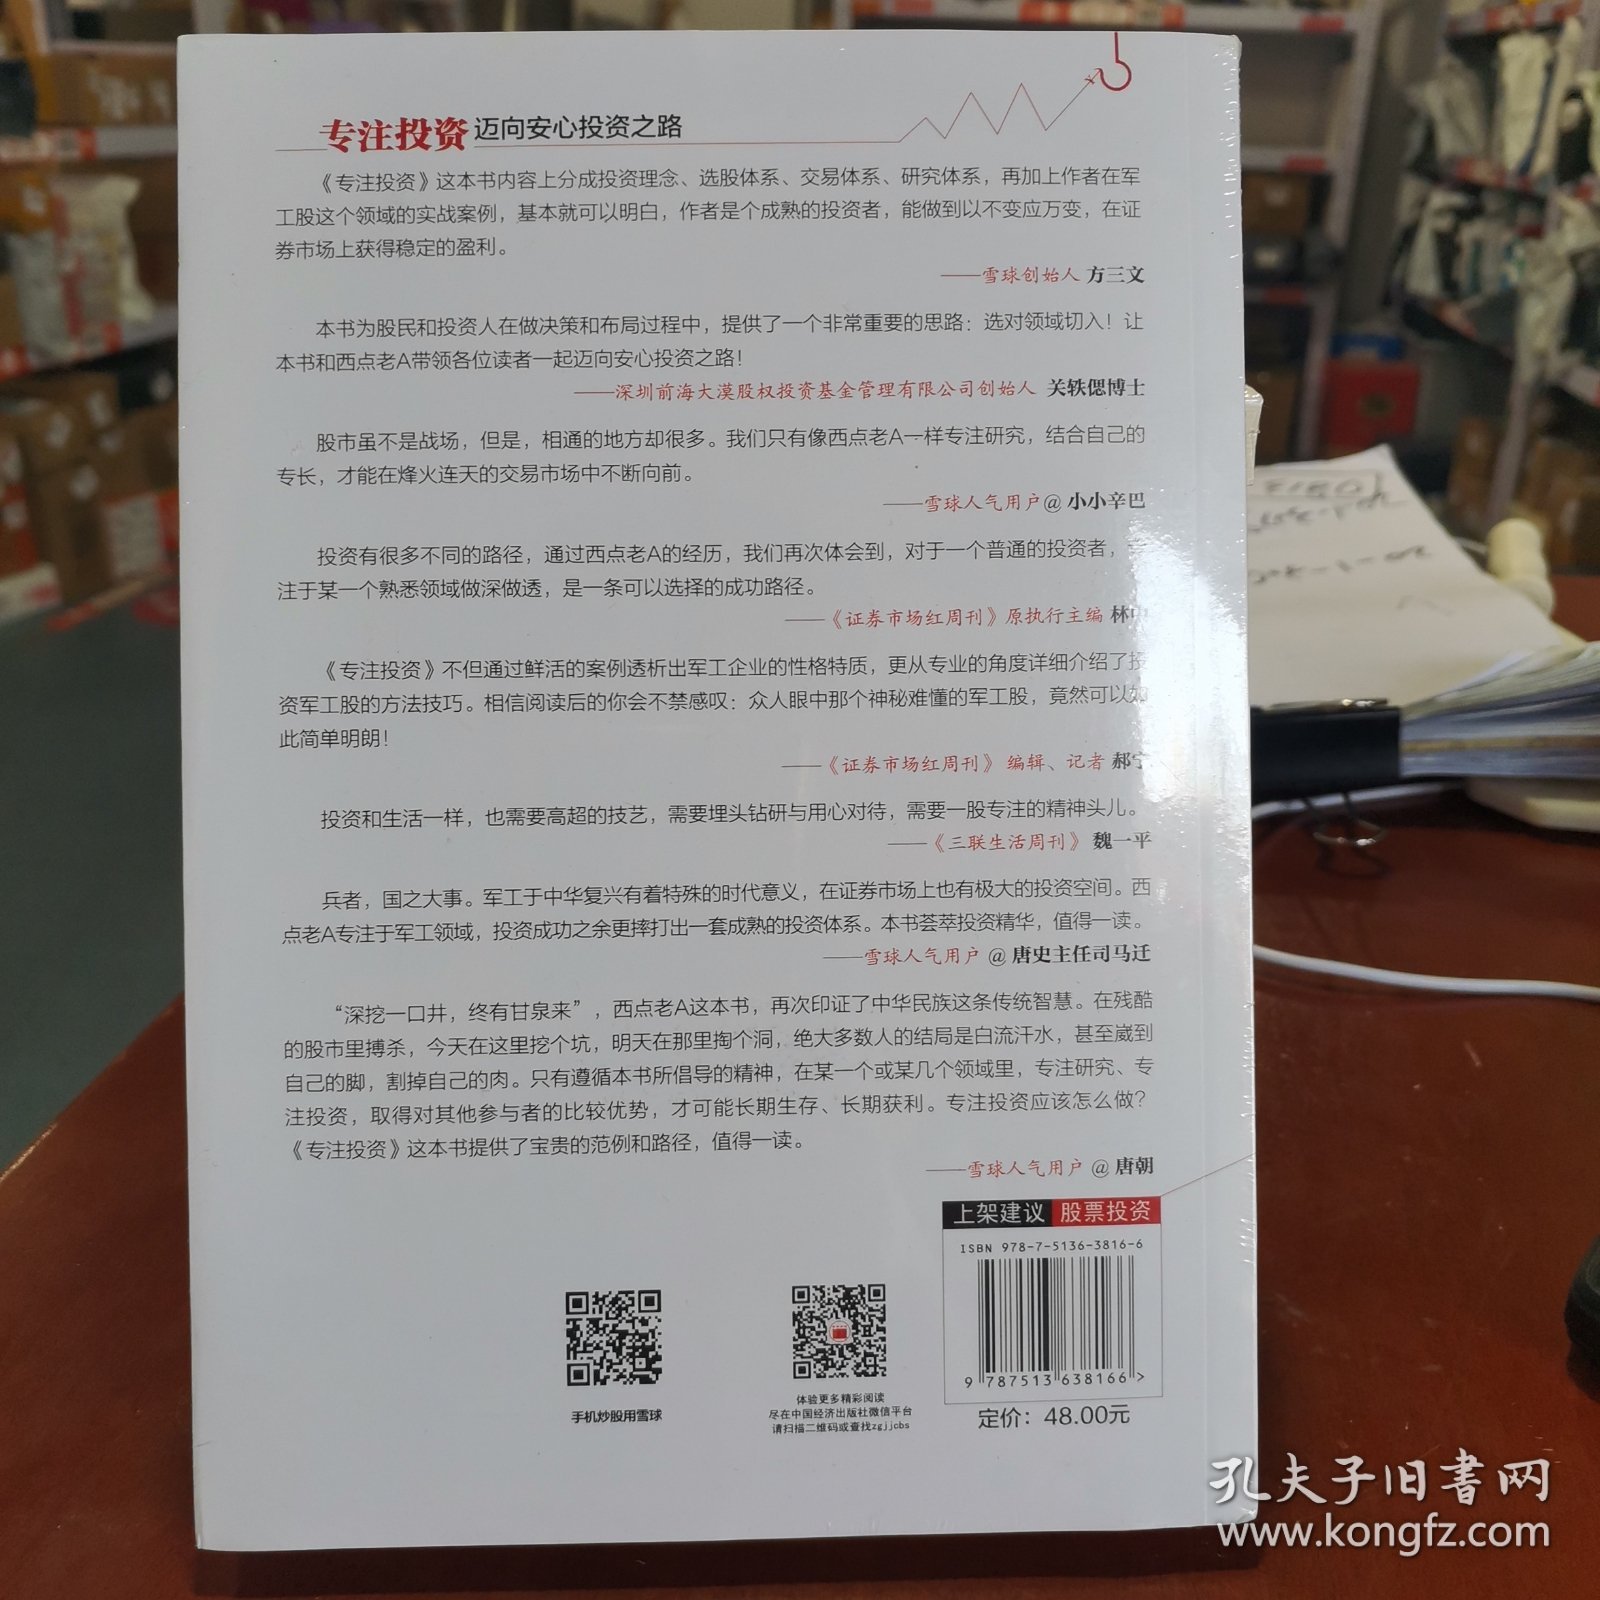 专注投资 迈向安心投资之路
《专注投资》这本书内容上分成投资理念、选股体系、交易体系、研究体系，再加上作者在军
工股这个领域的实战案例，基本就可以明白，作者是个成熟的投资者，能做到以不变应万变，在证
券市场上获得稳定的盈利。
——雪球创始人 方三文
本书为股民和投资人在做决策和布局过程中，提供了一个非常重要的思路：选对领域切入！让
本书和西点老A带领各位读者一起迈向安心投资之路！
——深圳前海大漠股权投资基金管理有限公司创始人 关轶偲博士
股市虽不是战场，但是，相通的地方却很多。我们只有像西点老A一样专注研究，结合自己的
专长，才能在烽火连天的交易市场中不断向前。
——雪球人气用户@ 小小辛巴
投资有很多不同的路径，通过西点老A的经历，我们再次体会到，对于一个普通的投资者，专
注于某一个熟悉领域做深做透，是一条可以选择的成功路径。
——《证券市场红周刊》原执行主编 林中
《专注投资》不但通过鲜活的案例透析出军工企业的性格特质，更从专业的角度详细介绍了投
资军工股的方法技巧。相信阅读后的你会不禁感叹：众人眼中那个神秘难懂的军工股，竟然可以如
此简单明朗！
——《证券市场红周刊》 编辑、记者 郝宁
投资和生活一样，也需要高超的技艺，需要埋头钻研与用心对待，需要一股专注的精神头儿。
——《三联生活周刊》 魏一平
兵者，国之大事。军工于中华复兴有着特殊的时代意义，在证券市场上也有极大的投资空间。西
点老A专注于军工领域，投资成功之余更摔打出一套成熟的投资体系。本书荟萃投资精华，值得一读。
——雪球人气用户 @ 唐史主任司马迁
“深挖一口井，终有甘泉来”，西点老A这本书，再次印证了中华民族这条传统智慧。在残酷
的股市里搏杀，今天在这里挖个坑，明天在那里掏个洞，绝大多数人的结局是白流汗水，甚至崴到
自己的脚，割掉自己的肉。只有遵循本书所倡导的精神，在某一个或某几个领域里，专注研究、专
注投资，取得对其他参与者的比较优势，才可能长期生存、长期获利。专注投资应该怎么做？
《专注投资》这本书提供了宝贵的范例和路径，值得一读。
——雪球人气用户 @ 唐朝
上架建议 股票投资
ISBN 978-7-5136-3816-6
9 787513 638166 >
定价：48.00元
手机炒股用雪球
体验更多精彩阅读
尽在中国经济出版社微信平台
请扫描二维码或查找zgjjcbs
孔夫子旧书网
www.kongfz.com